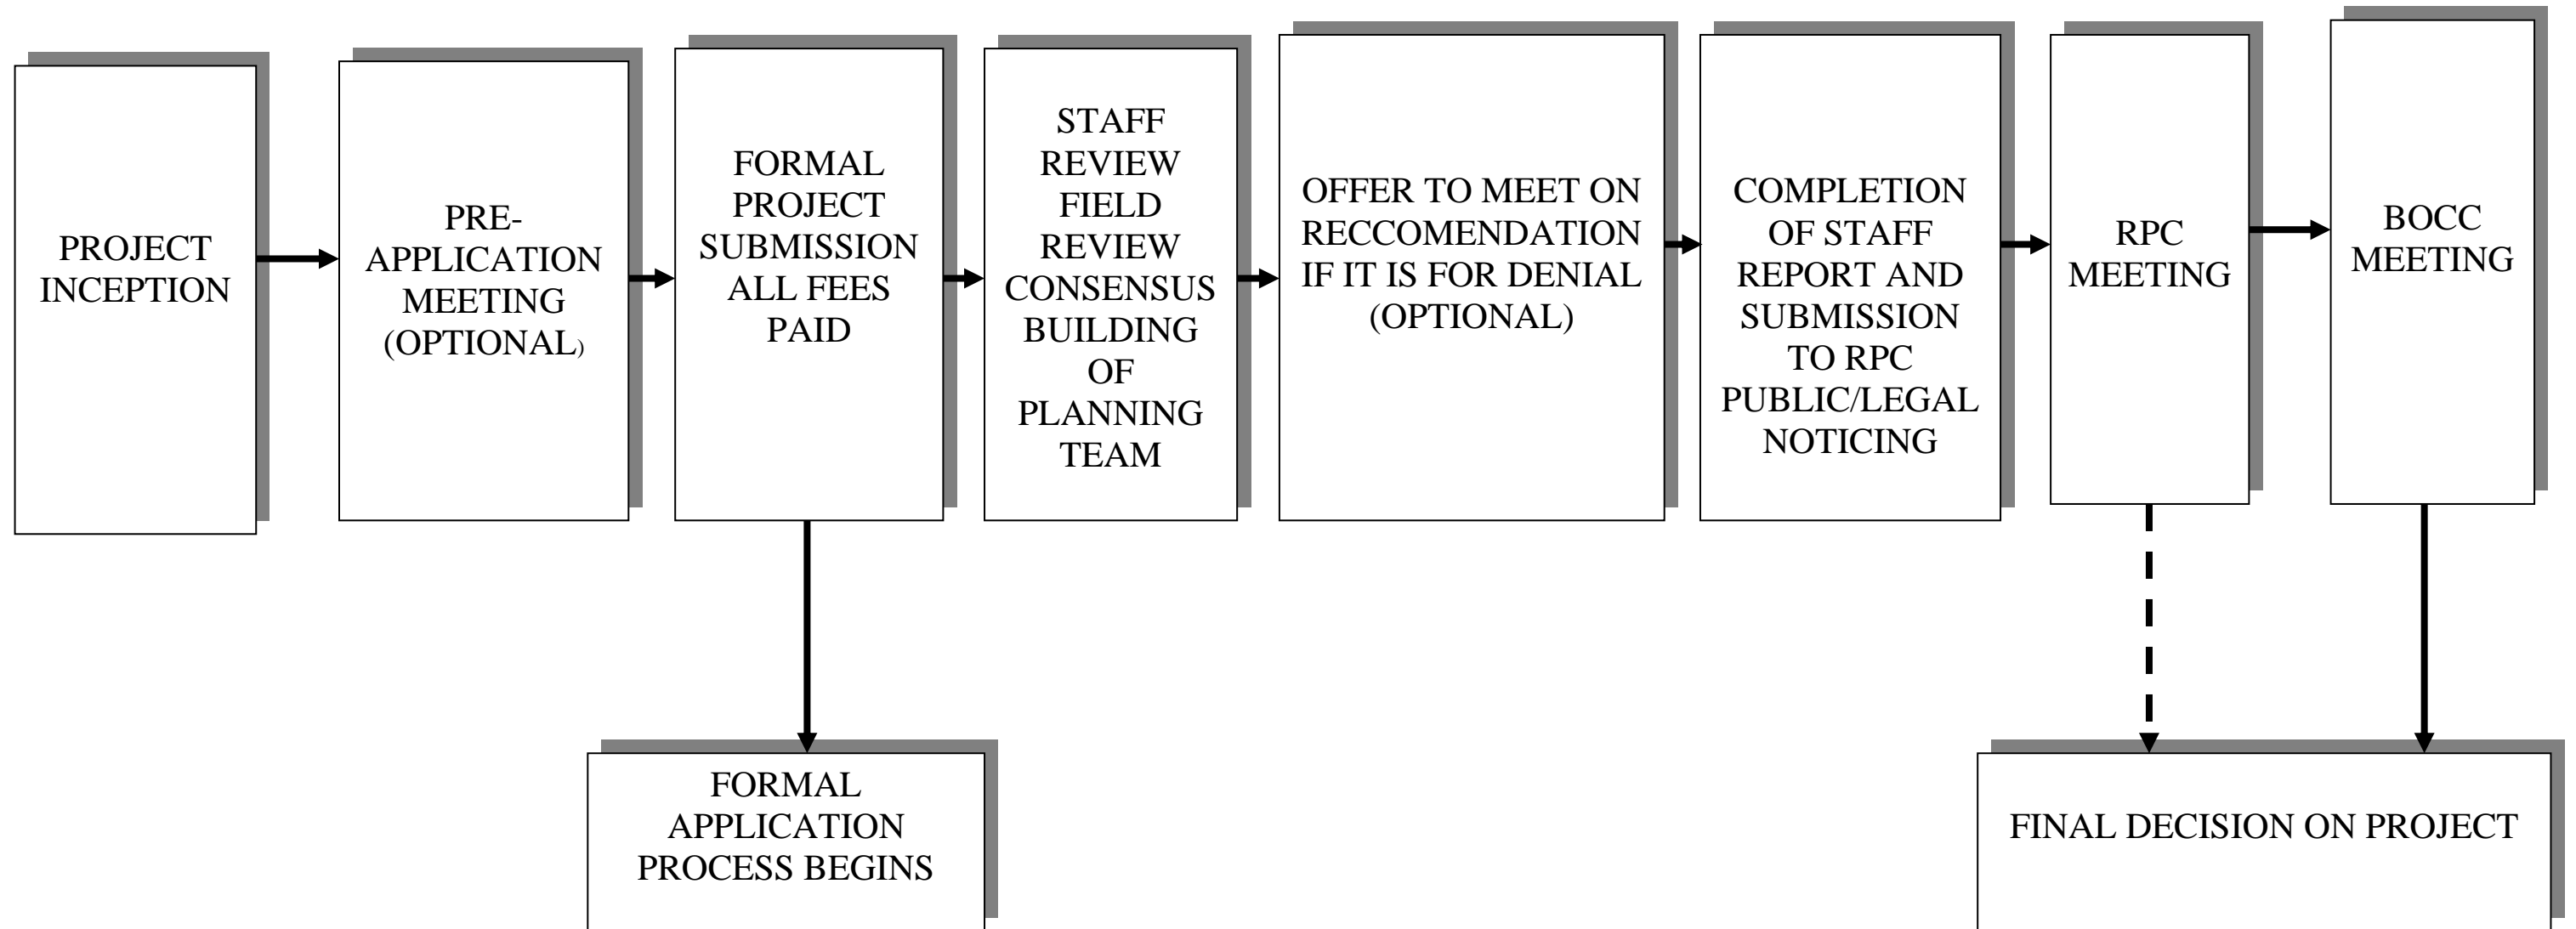 PROJECT
INCEPTION
PRE-
APPLICATION
MEETING
(OPTIONAL)
FORMAL
PROJECT
SUBMISSION
ALL FEES
PAID
STAFF
REVIEW
FIELD
REVIEW
CONSENSUS
BUILDING
OF
PLANNING
TEAM
OFFER TO MEET ON
RECCOMENDATION
IF IT IS FOR DENIAL
(OPTIONAL)
COMPLETION
OF STAFF
REPORT AND
SUBMISSION
TO RPC
PUBLIC/LEGAL
NOTICING
RPC
MEETING
BOCC
MEETING
FORMAL
APPLICATION
PROCESS BEGINS
FINAL DECISION ON PROJECT